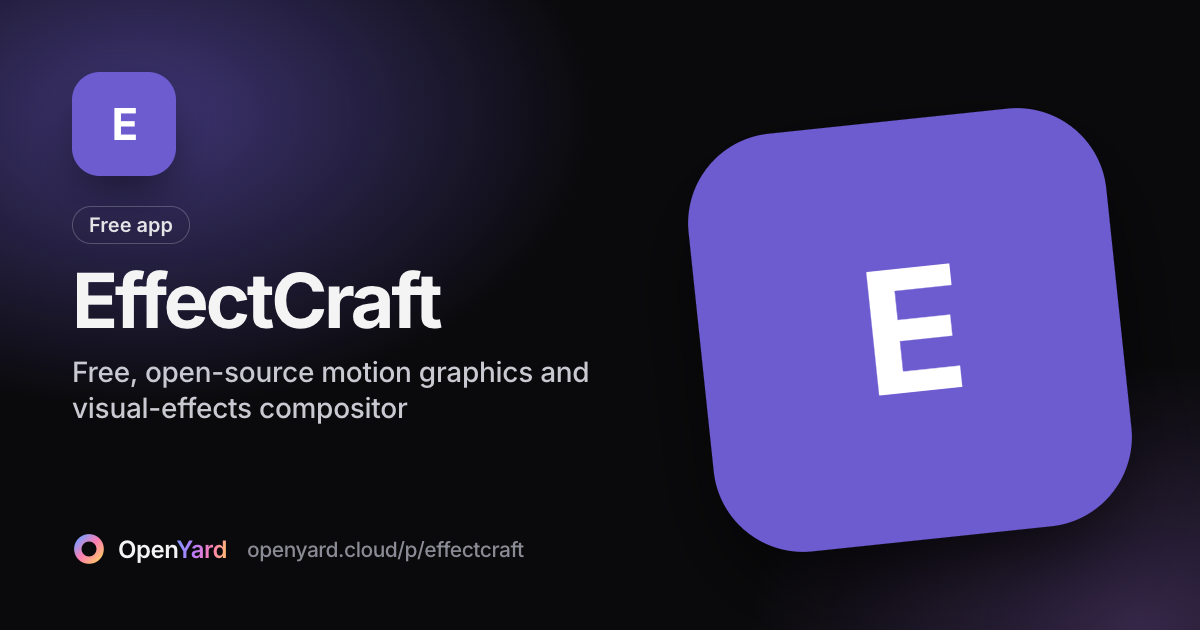 E
Free app
EffectCraft
Free, open-source motion graphics and
visual-effects compositor
OpenYard openyard.cloud/p/effectcraft
E